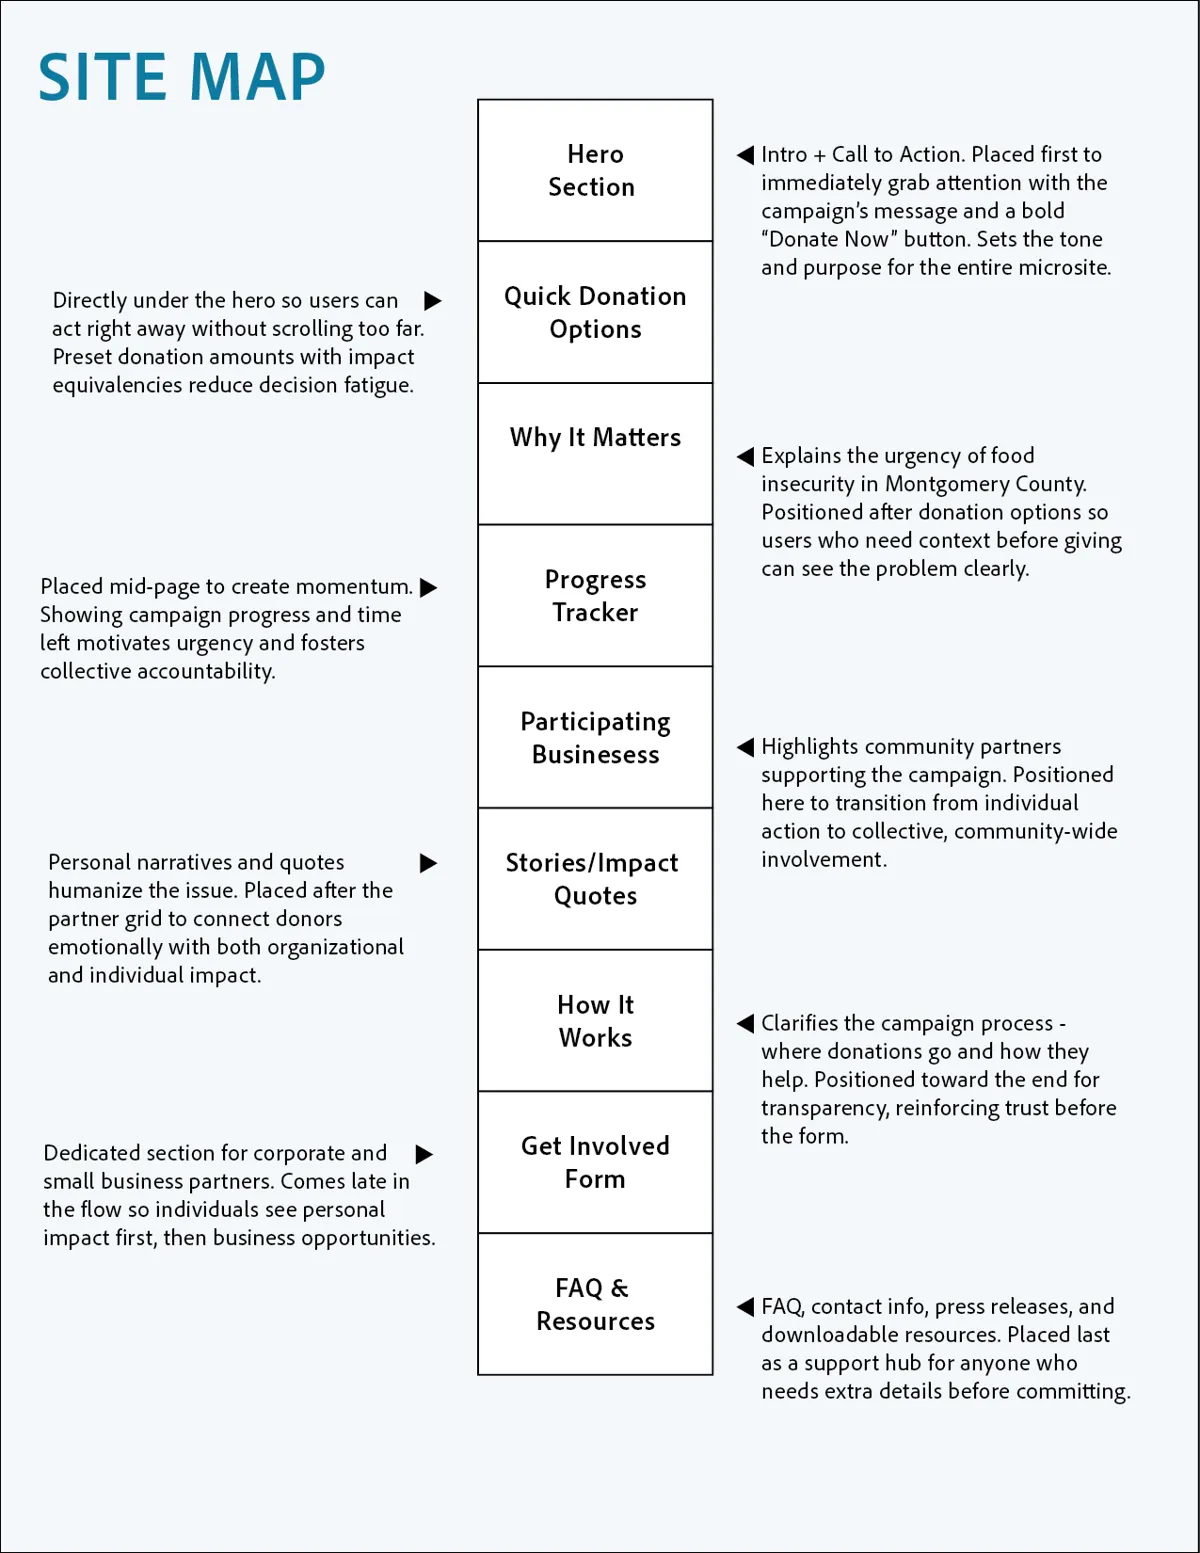 SITE MAP
Hero
Section
Intro + Call to Action. Placed first to
immediately grab attention with the
campaign’s message and a bold
“Donate Now” button. Sets the tone
and purpose for the entire microsite.
Quick Donation
Options
Directly under the hero so users can
act right away without scrolling too far.
Preset donation amounts with impact
equivalencies reduce decision fatigue.
Why It Matters
Explains the urgency of food
insecurity in Montgomery County.
Positioned after donation options so
users who need context before giving
can see the problem clearly.
Progress
Tracker
Placed mid-page to create momentum.
Showing campaign progress and time
left motivates urgency and fosters
collective accountability.
Participating
Businesess
Highlights community partners
supporting the campaign. Positioned
here to transition from individual
action to collective, community-wide
involvement.
Stories/Impact
Quotes
Personal narratives and quotes
humanize the issue. Placed after the
partner grid to connect donors
emotionally with both organizational
and individual impact.
How It
Works
Clarifies the campaign process -
where donations go and how they
help. Positioned toward the end for
transparency, reinforcing trust before
the form.
Get Involved
Form
Dedicated section for corporate and
small business partners. Comes late in
the flow so individuals see personal
impact first, then business opportunities.
FAQ &
Resources
FAQ, contact info, press releases, and
downloadable resources. Placed last
as a support hub for anyone who
needs extra details before committing.